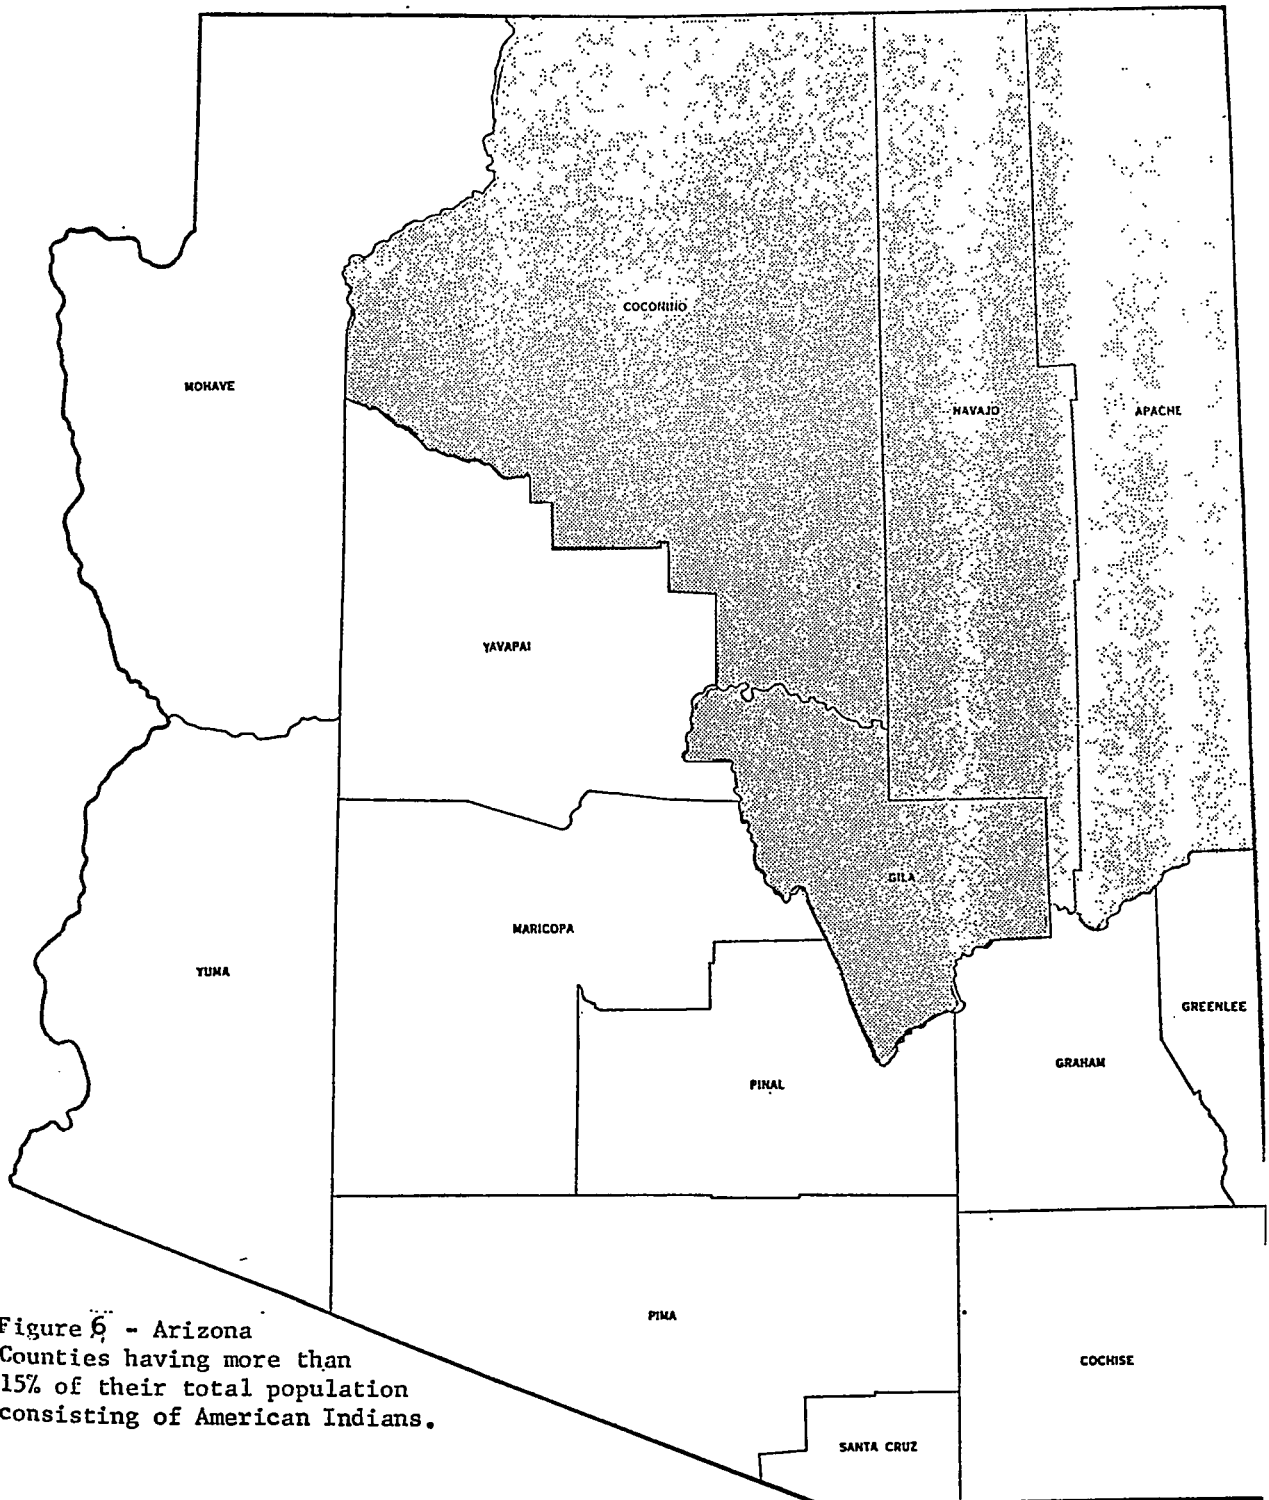 COCONINO
MOHAVE
NAVAJO
APACHE
YAVAPAI
GILA
MARICOPA
YUMA
GREENLEE
GRAHAM
PINAL
PIMA
Figure 6 - Arizona
Counties having more than
15% of their total population
consisting of American Indians.
COCHISE
SANTA CRUZ